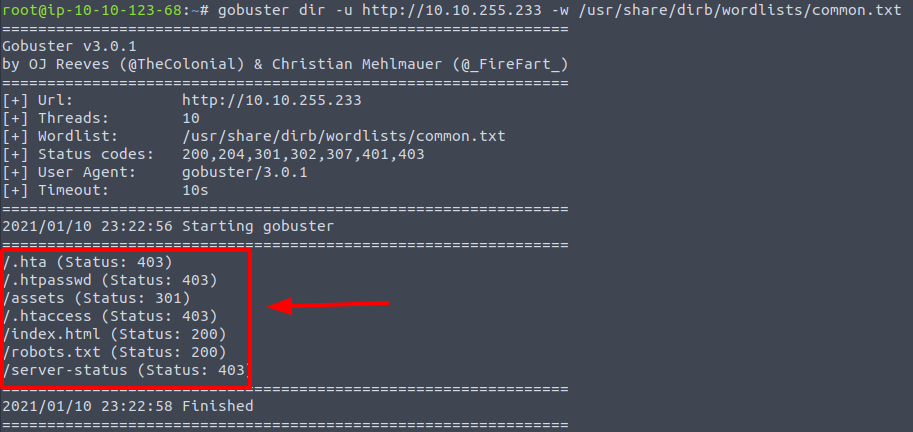 root@ip-10-10-123-68:~# gobuster dir -u http://10.10.255.233 -w /usr/share/dirb/wordlists/common.txt
===============================================================
Gobuster v3.0.1
by OJ Reeves (@TheColonial) & Christian Mehlmauer (@_FireFart_)
===============================================================
[+] Url:            http://10.10.255.233
[+] Threads:        10
[+] Wordlist:       /usr/share/dirb/wordlists/common.txt
[+] Status codes:   200,204,301,302,307,401,403
[+] User Agent:     gobuster/3.0.1
[+] Timeout:        10s
===============================================================
2021/01/10 23:22:56 Starting gobuster
===============================================================
/.hta (Status: 403)
/.htpasswd (Status: 403)
/assets (Status: 301)
/.htaccess (Status: 403)
/index.html (Status: 200)
/robots.txt (Status: 200)
/server-status (Status: 403)
===============================================================
2021/01/10 23:22:58 Finished
===============================================================